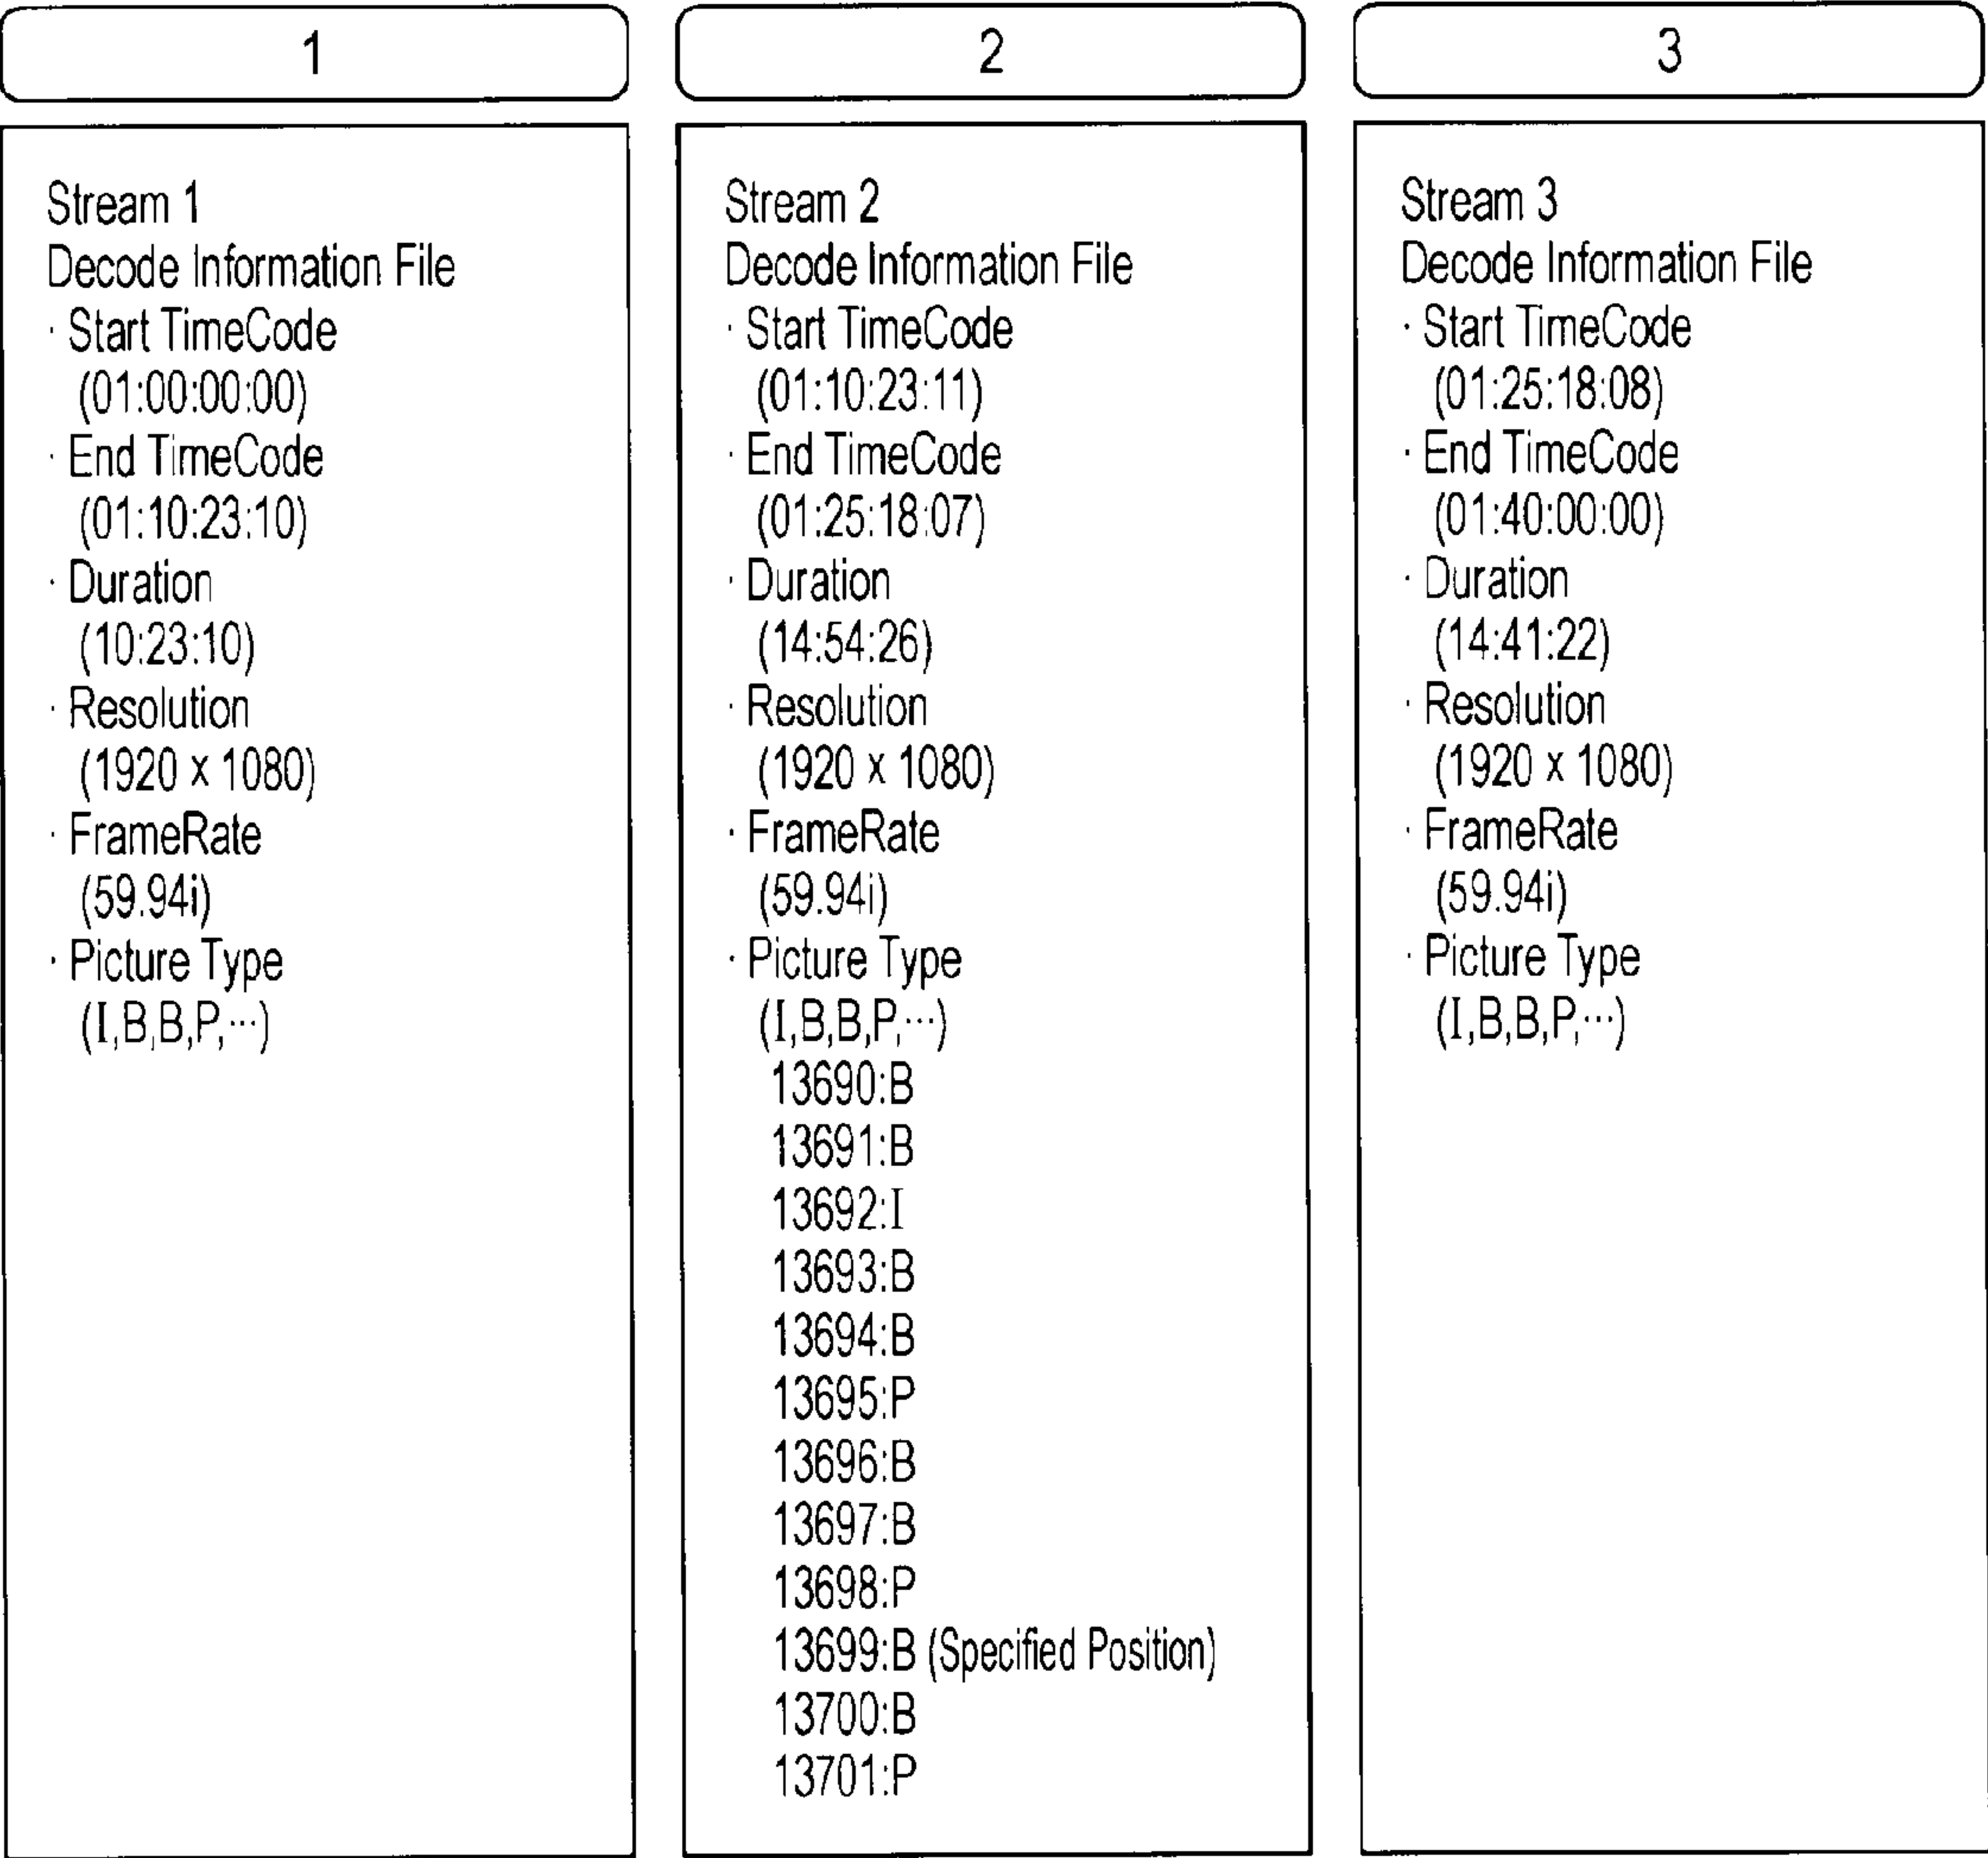 1
Stream 1
Decode Information File
· Start TimeCode
(01:00:00:00)
· End TimeCode
(01:10:23:10)
· Duration
(10:23:10)
· Resolution
(1920 x 1080)
· FrameRate
(59.94i)
· Picture Type
(I,B,B,P,···)
2
Stream 2
Decode Information File
· Start TimeCode
(01:10:23:11)
· End TimeCode
(01:25:18:07)
· Duration
(14:54:26)
· Resolution
(1920 x 1080)
· FrameRate
(59.94i)
· Picture Type
(I,B,B,P,···)
13690:B
13691:B
13692:I
13693:B
13694:B
13695:P
13696:B
13697:B
13698:P
13699:B (Specified Position)
13700:B
13701:P
3
Stream 3
Decode Information File
· Start TimeCode
(01:25:18:08)
· End TimeCode
(01:40:00:00)
· Duration
(14:41:22)
· Resolution
(1920 x 1080)
· FrameRate
(59.94i)
· Picture Type
(I,B,B,P,···)